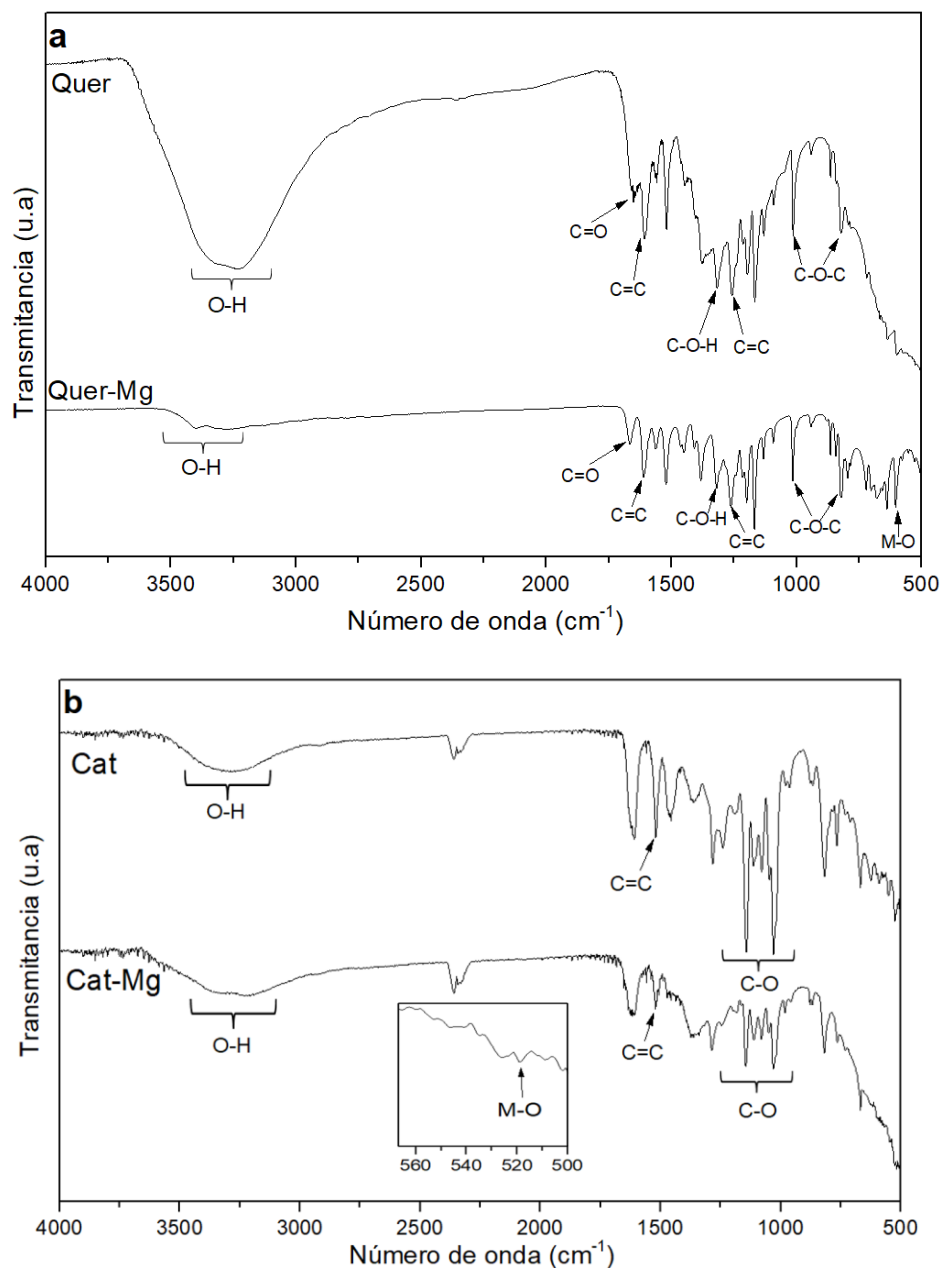 a
Quer
C=O
O-H
C=C
C-O-C
C-O-H
C=C
Quer-Mg
O-H
C=O
C=C
C-O-H
C=C
C-O-C
M-O
Transmitancia (u.a)
4000 3500 3000 2500 2000 1500 1000 500
Número de onda (cm⁻¹)
b
Cat
O-H
C=C
C-O
Cat-Mg
O-H
C=C
C-O
M-O
560 540 520 500
Transmitancia (u.a)
4000 3500 3000 2500 2000 1500 1000 500
Número de onda (cm⁻¹)